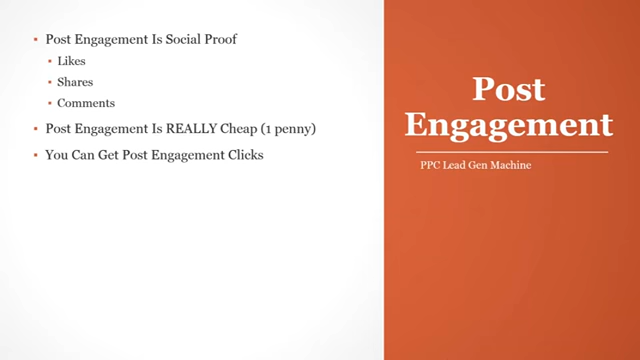 Post Engagement Is Social Proof
Likes
Shares
Comments
Post Engagement Is REALLY Cheap (1 penny)
You Can Get Post Engagement Clicks
Post
Engagement
PPC Lead Gen Machine